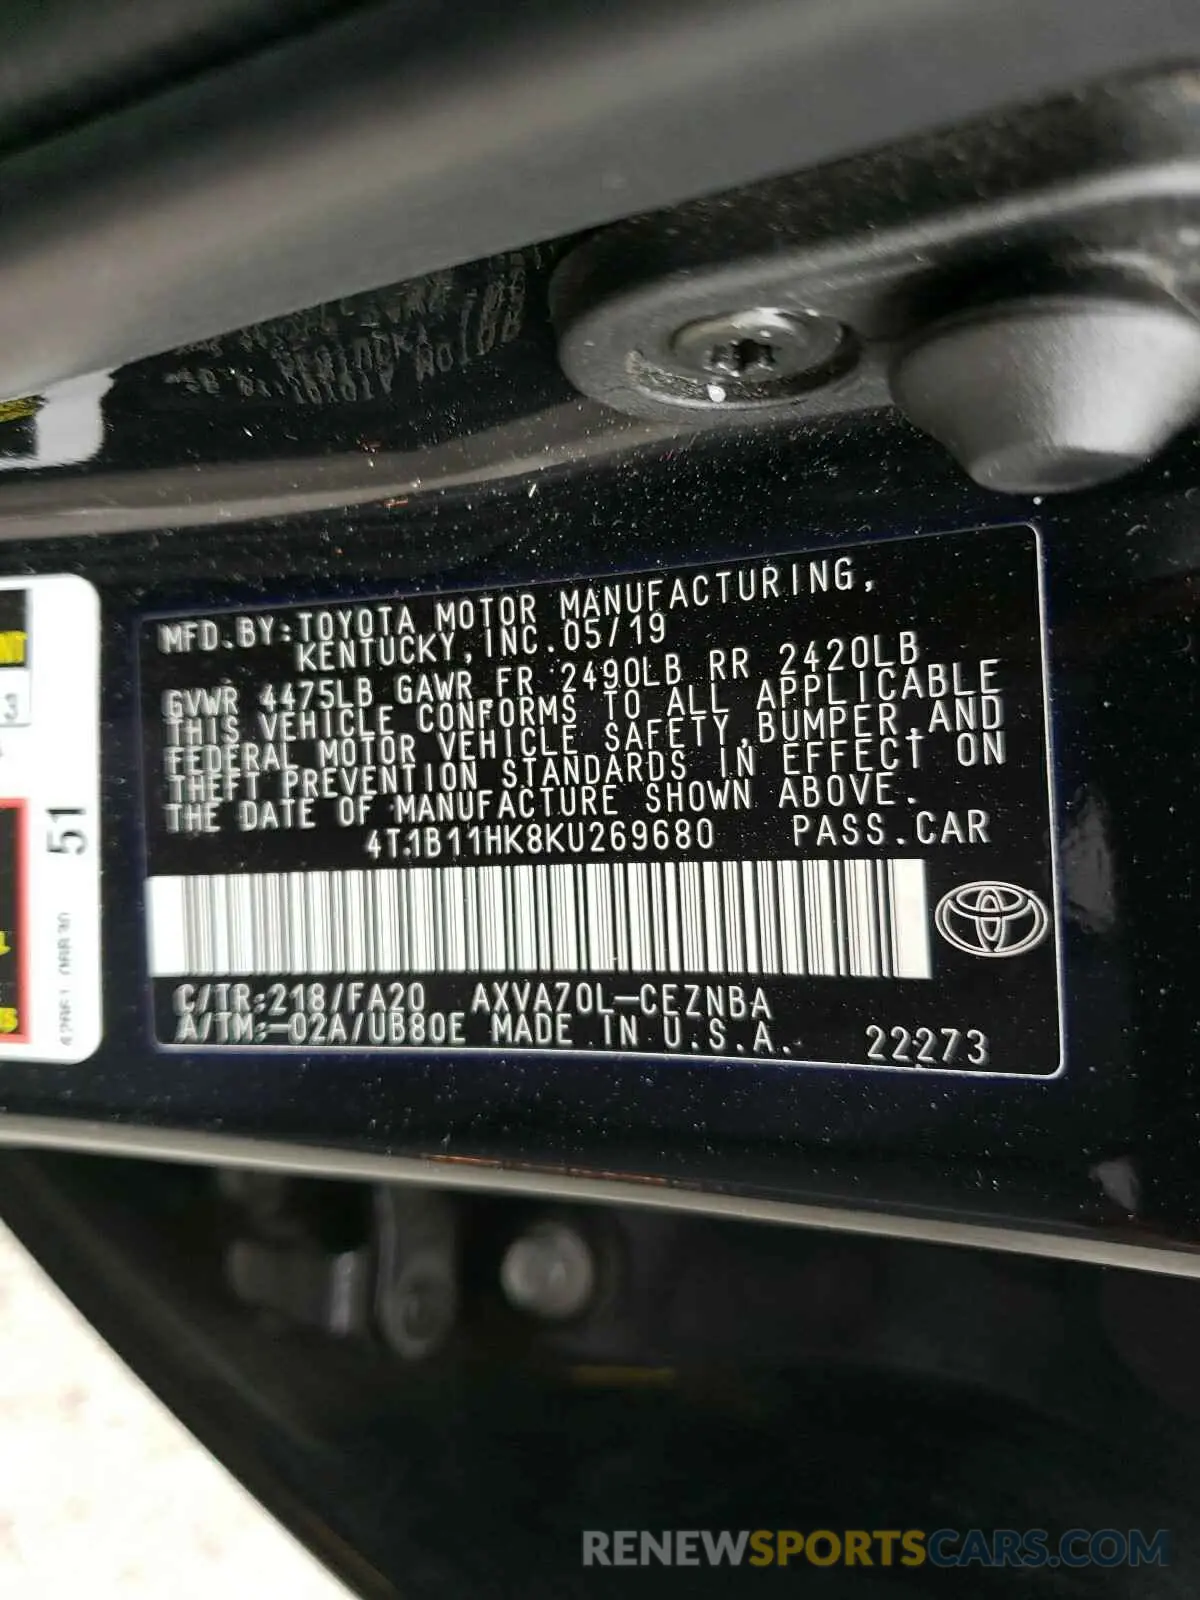 MFD.BY:TOYOTA MOTOR MANUFACTURING,
KENTUCKY,INC.05/19
GVWR 4475LB GAWR FR 2490LB RR 2420LB
THIS VEHICLE CONFORMS TO ALL APPLICABLE
FEDERAL MOTOR VEHICLE SAFETY,BUMPER,AND
THEFT PREVENTION STANDARDS IN EFFECT ON
THE DATE OF MANUFACTURE SHOWN ABOVE.
4T1B11HK8KU269680 PASS.CAR
C/TR:218/FA20 AXVA70L-CEZNBA
A/TM:-02A/UB80E MADE IN U.S.A. 22273
3
51
RENEWSPORTSCARS.COM